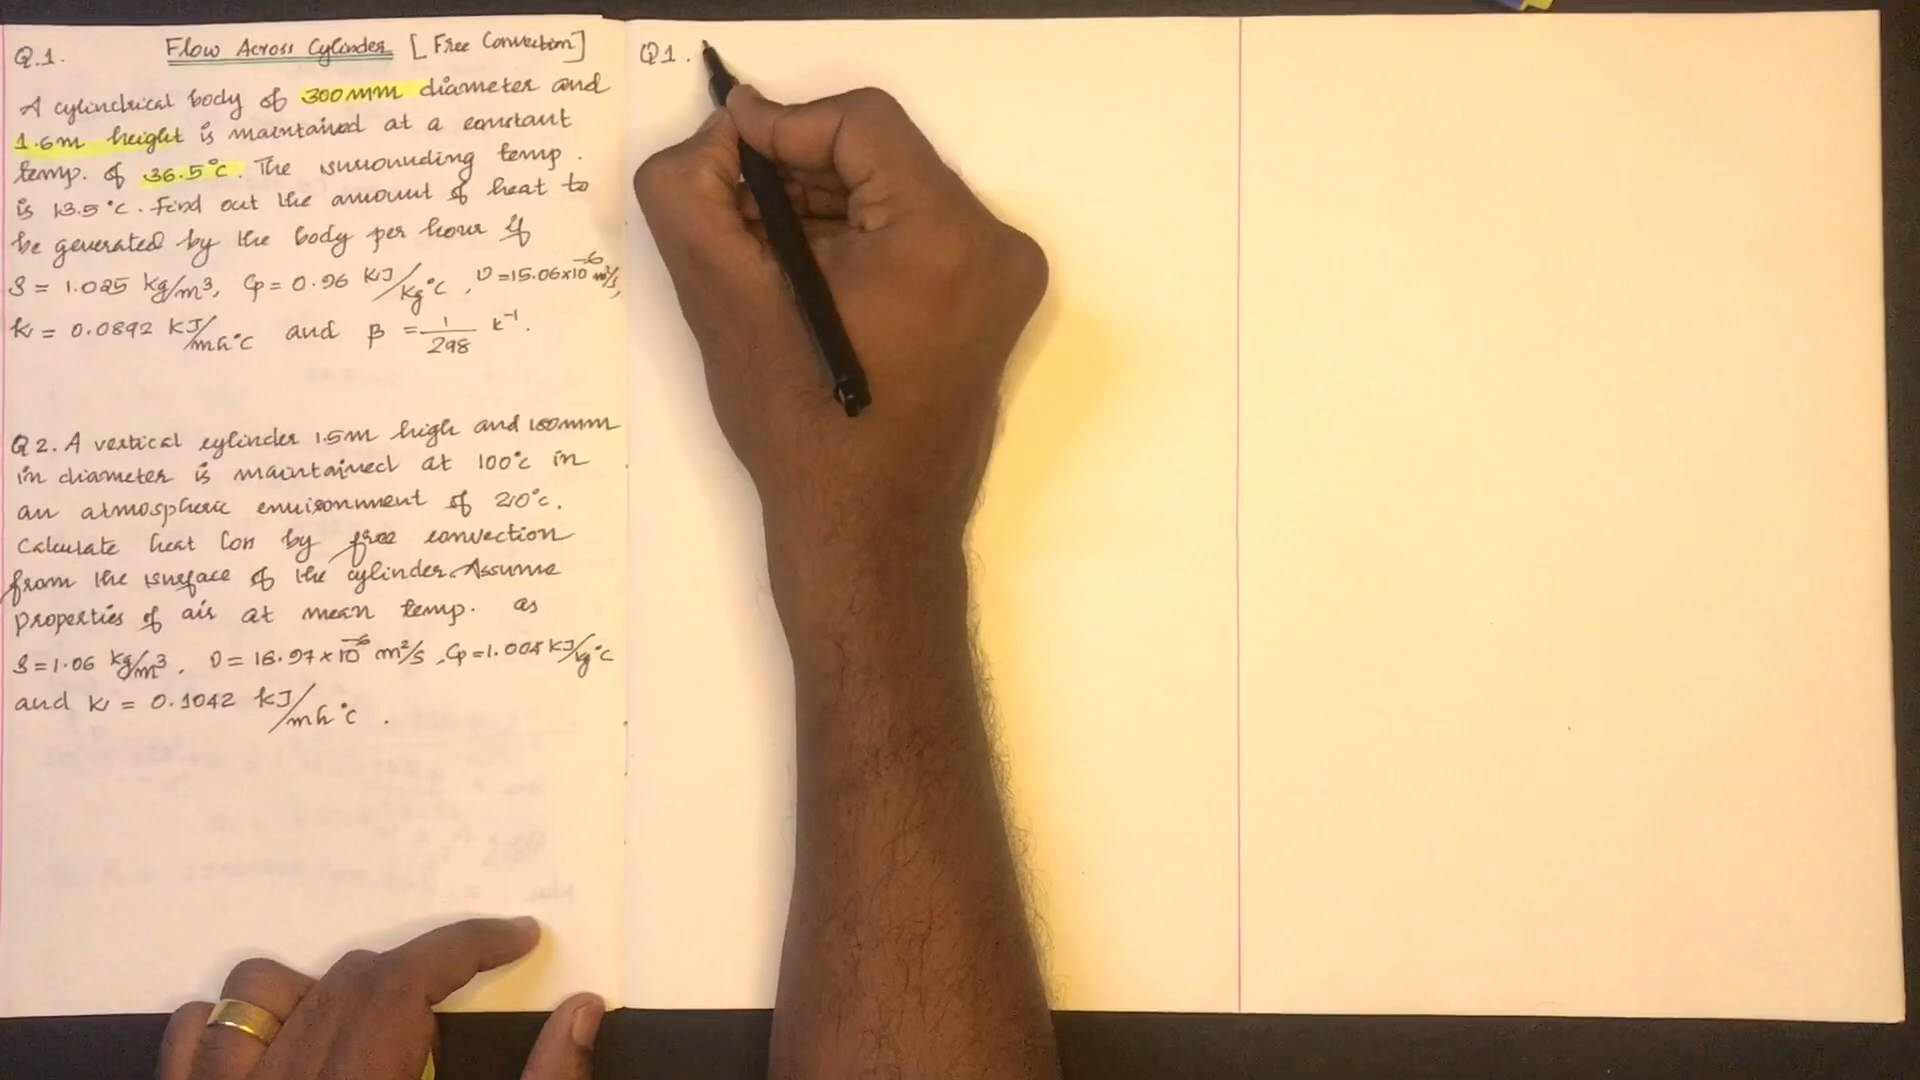 Q.1. Flow Across Cylinder [Free Convection]
A cylindrical body of 300mm diameter and
1.6m height is maintained at a constant
temp. of 36.5°C. The surrounding temp.
is 13.5°C. Find out the amount of heat to
be generated by the body per hour if
ρ = 1.025 kg/m³, Cp = 0.96 kJ/kg°C, υ = 15.06×10⁻⁶ m²/s,
k = 0.0892 kJ/mh°C and β = 1/298 k⁻¹.
Q2. A vertical cylinder 1.5m high and 180mm
in diameter is maintained at 100°C in
an atmospheric environment of 20°C.
Calculate heat loss by free convection
from the surface of the cylinder. Assume
properties of air at mean temp. as
ρ = 1.06 kg/m³, υ = 18.97×10⁻⁶ m²/s, Cp = 1.004 kJ/kg°C
and k = 0.1042 kJ/mh°C.
Q1.